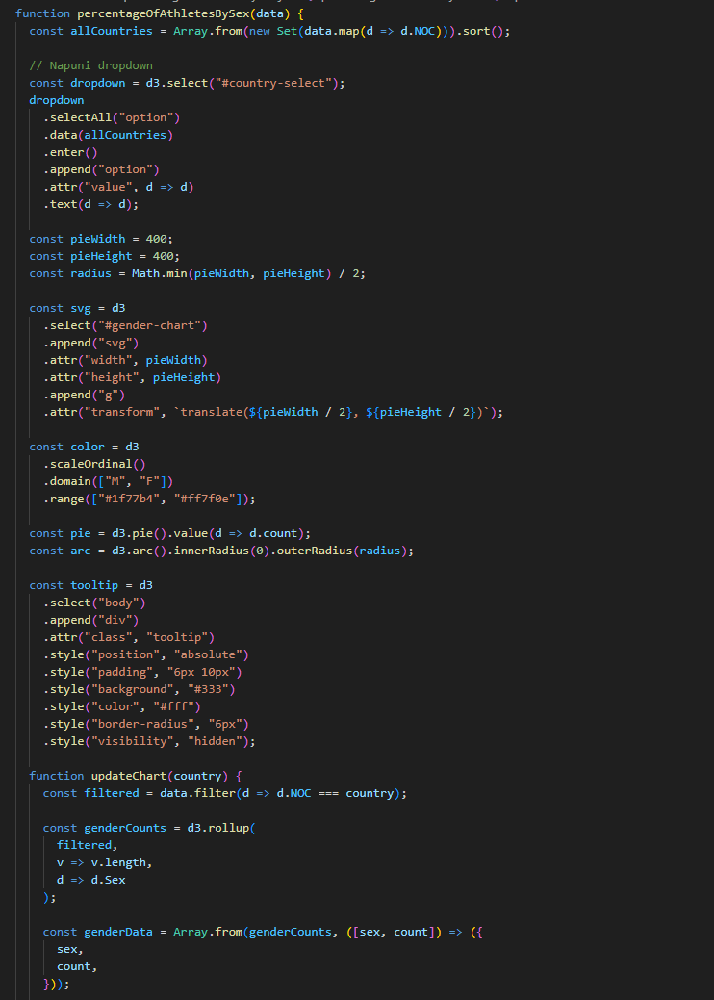 function percentageOfAthletesBySex(data) {
  const allCountries = Array.from(new Set(data.map(d => d.NOC))).sort();

  // Napuni dropdown
  const dropdown = d3.select("#country-select");
  dropdown
    .selectAll("option")
    .data(allCountries)
    .enter()
    .append("option")
    .attr("value", d => d)
    .text(d => d);

  const pieWidth = 400;
  const pieHeight = 400;
  const radius = Math.min(pieWidth, pieHeight) / 2;

  const svg = d3
    .select("#gender-chart")
    .append("svg")
    .attr("width", pieWidth)
    .attr("height", pieHeight)
    .append("g")
    .attr("transform", `translate(${pieWidth / 2}, ${pieHeight / 2})`);

  const color = d3
    .scaleOrdinal()
    .domain(["M", "F"])
    .range(["#1f77b4", "#ff7f0e"]);

  const pie = d3.pie().value(d => d.count);
  const arc = d3.arc().innerRadius(0).outerRadius(radius);

  const tooltip = d3
    .select("body")
    .append("div")
    .attr("class", "tooltip")
    .style("position", "absolute")
    .style("padding", "6px 10px")
    .style("background", "#333")
    .style("color", "#fff")
    .style("border-radius", "6px")
    .style("visibility", "hidden");

  function updateChart(country) {
    const filtered = data.filter(d => d.NOC === country);

    const genderCounts = d3.rollup(
      filtered,
      v => v.length,
      d => d.Sex
    );

    const genderData = Array.from(genderCounts, ([sex, count]) => ({
      sex,
      count,
    }));